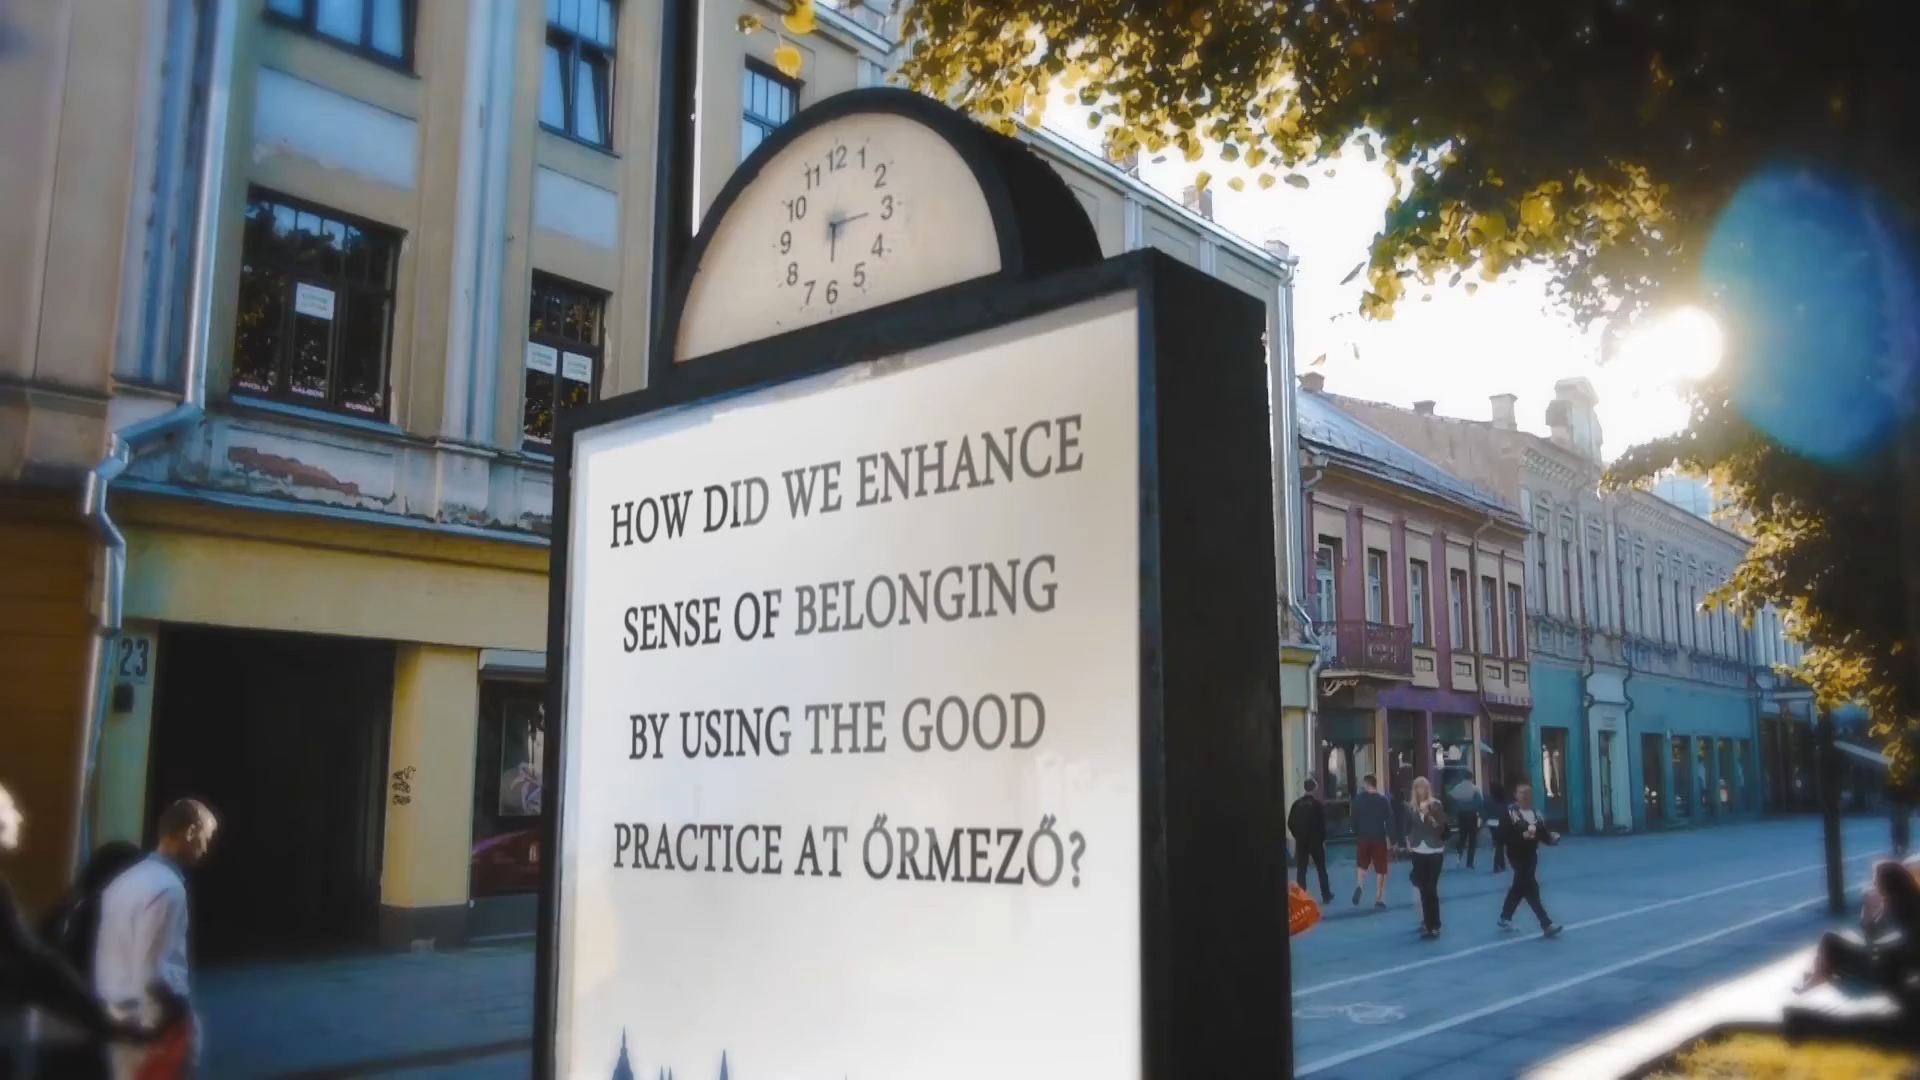 12
11 1
10 2
9 3
8 4
7 6 5
HOW DID WE ENHANCE
SENSE OF BELONGING
BY USING THE GOOD
PRACTICE AT ŐRMEZŐ?
23